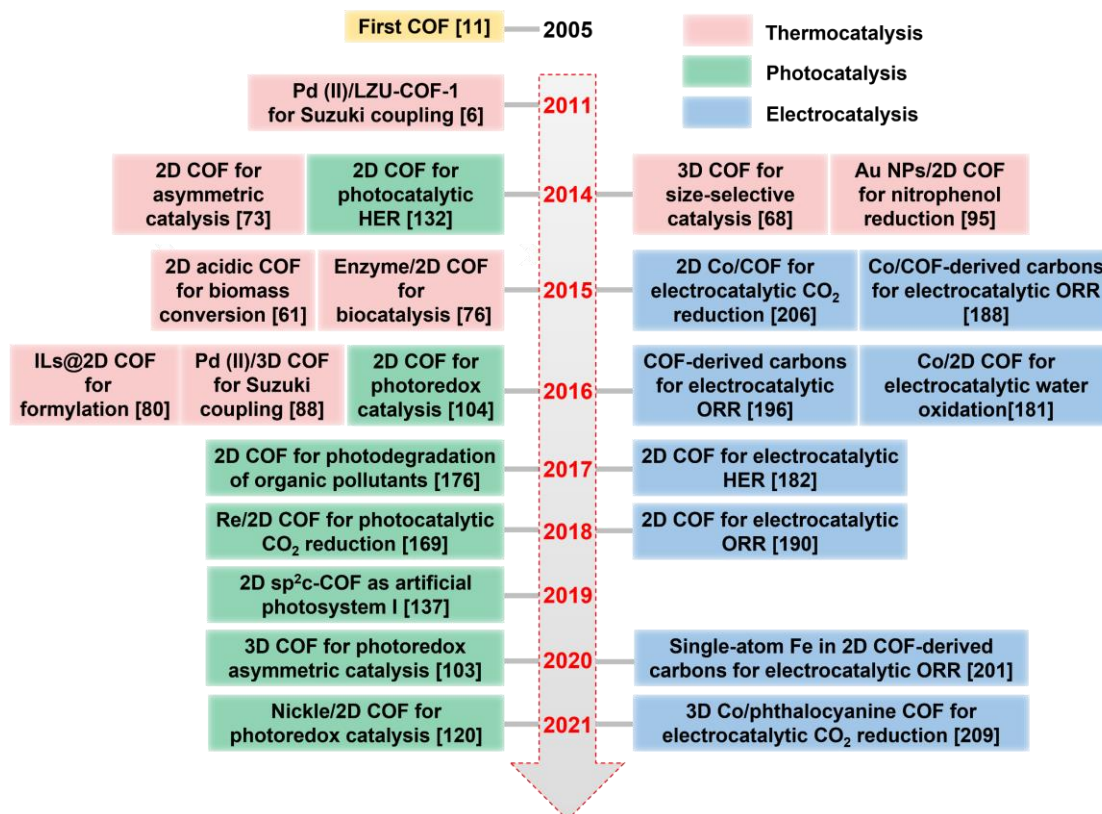 First COF [11]
2005
Thermocatalysis
Photocatalysis
Electrocatalysis
Pd (II)/LZU-COF-1
for Suzuki coupling [6]
2011
2D COF for
asymmetric
catalysis [73]
2D COF for
photocatalytic
HER [132]
2014
3D COF for
size-selective
catalysis [68]
Au NPs/2D COF
for nitrophenol
reduction [95]
2D acidic COF
for biomass
conversion [61]
Enzyme/2D COF
for
biocatalysis [76]
2015
2D Co/COF for
electrocatalytic CO₂
reduction [206]
Co/COF-derived carbons
for electrocatalytic ORR
[188]
ILs@2D COF
for
formylation [80]
Pd (II)/3D COF
for Suzuki
coupling [88]
2D COF for
photoredox
catalysis [104]
2016
COF-derived carbons
for electrocatalytic
ORR [196]
Co/2D COF for
electrocatalytic water
oxidation[181]
2D COF for photodegradation
of organic pollutants [176]
2017
2D COF for electrocatalytic
HER [182]
Re/2D COF for photocatalytic
CO₂ reduction [169]
2018
2D COF for electrocatalytic
ORR [190]
2D sp²c-COF as artificial
photosystem I [137]
2019
3D COF for photoredox
asymmetric catalysis [103]
2020
Single-atom Fe in 2D COF-derived
carbons for electrocatalytic ORR [201]
Nickle/2D COF for
photoredox catalysis [120]
2021
3D Co/phthalocyanine COF for
electrocatalytic CO₂ reduction [209]